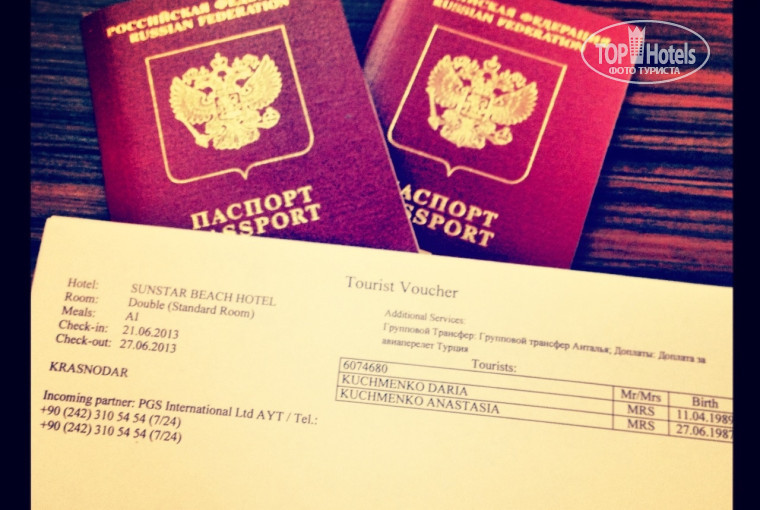 РОССИЙСКАЯ ФЕДЕРАЦИЯ
RUSSIAN FEDERATION
ПАСПОРТ
PASSPORT
РОССИЙСКАЯ ФЕДЕРАЦИЯ
RUSSIAN FEDERATION
ПАСПОРТ
PASSPORT
TOP Hotels
ФОТО ТУРИСТА
Tourist Voucher
Hotel: SUNSTAR BEACH HOTEL
Room: Double (Standard Room)
Meals: AI
Check-in: 21.06.2013
Check-out: 27.06.2013
KRASNODAR
Incoming partner: PGS International Ltd AYT / Tel.:
+90 (242) 310 54 54 (7/24)
+90 (242) 310 54 54 (7/24)
Additional Services:
Групповой Трансфер: Групповой трансфер Анталья; Доплаты: Доплата за
авиаперелет Турция
Tourists:
6074680 Mr/Mrs Birth
KUCHMENKO DARIA MRS 11.04.1989
KUCHMENKO ANASTASIA MRS 27.06.1987